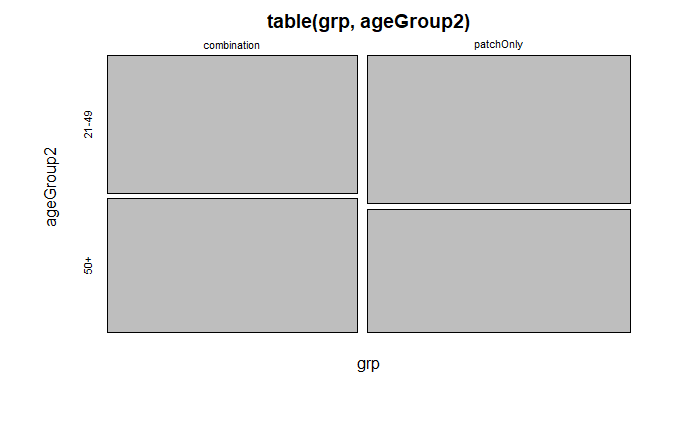 table(grp, ageGroup2)
combination
patchOnly
21-49
50+
ageGroup2
grp